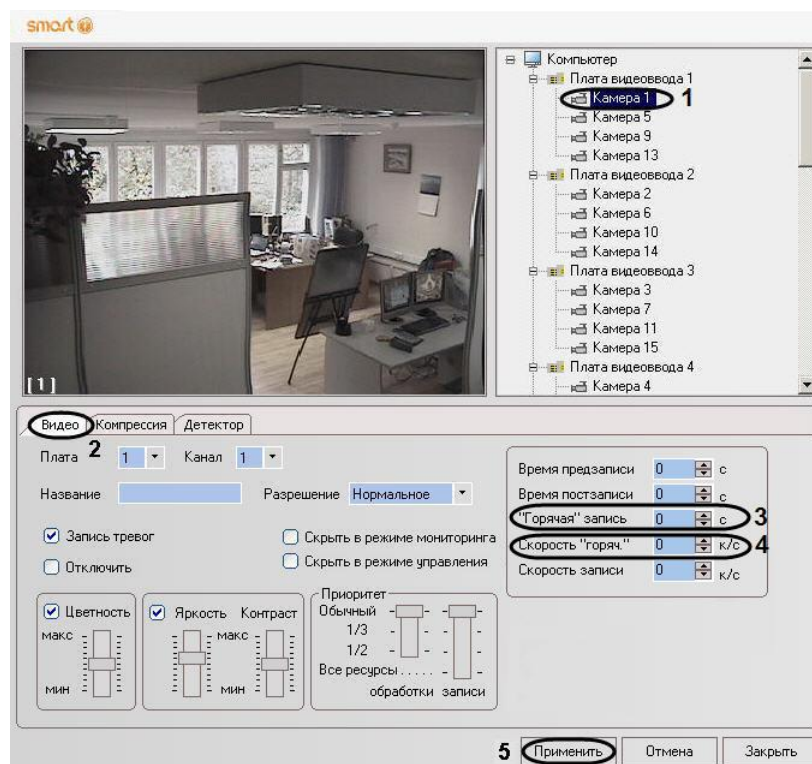 smart
Компьютер
Плата видеоввода 1
Камера 1 1
Камера 5
Камера 9
Камера 13
Плата видеоввода 2
Камера 2
Камера 6
Камера 10
Камера 14
Плата видеоввода 3
Камера 3
Камера 7
Камера 11
Камера 15
Плата видеоввода 4
Камера 4
[1]
Видео Компрессия Детектор
2
Плата 1 Канал 1
Название Разрешение Нормальное
Запись тревог Скрыть в режиме мониторинга
Отключить Скрыть в режиме управления
Время предзаписи 0 с
Время постзаписи 0 с
"Горячая" запись 0 с 3
Скорость "горяч." 0 к/с 4
Скорость записи 0 к/с
Цветность
макс
мин
Яркость Контраст
макс
мин
Приоритет
Обычный
1/3
1/2
Все ресурсы.....
обработки записи
5 Применить Отмена Закрыть